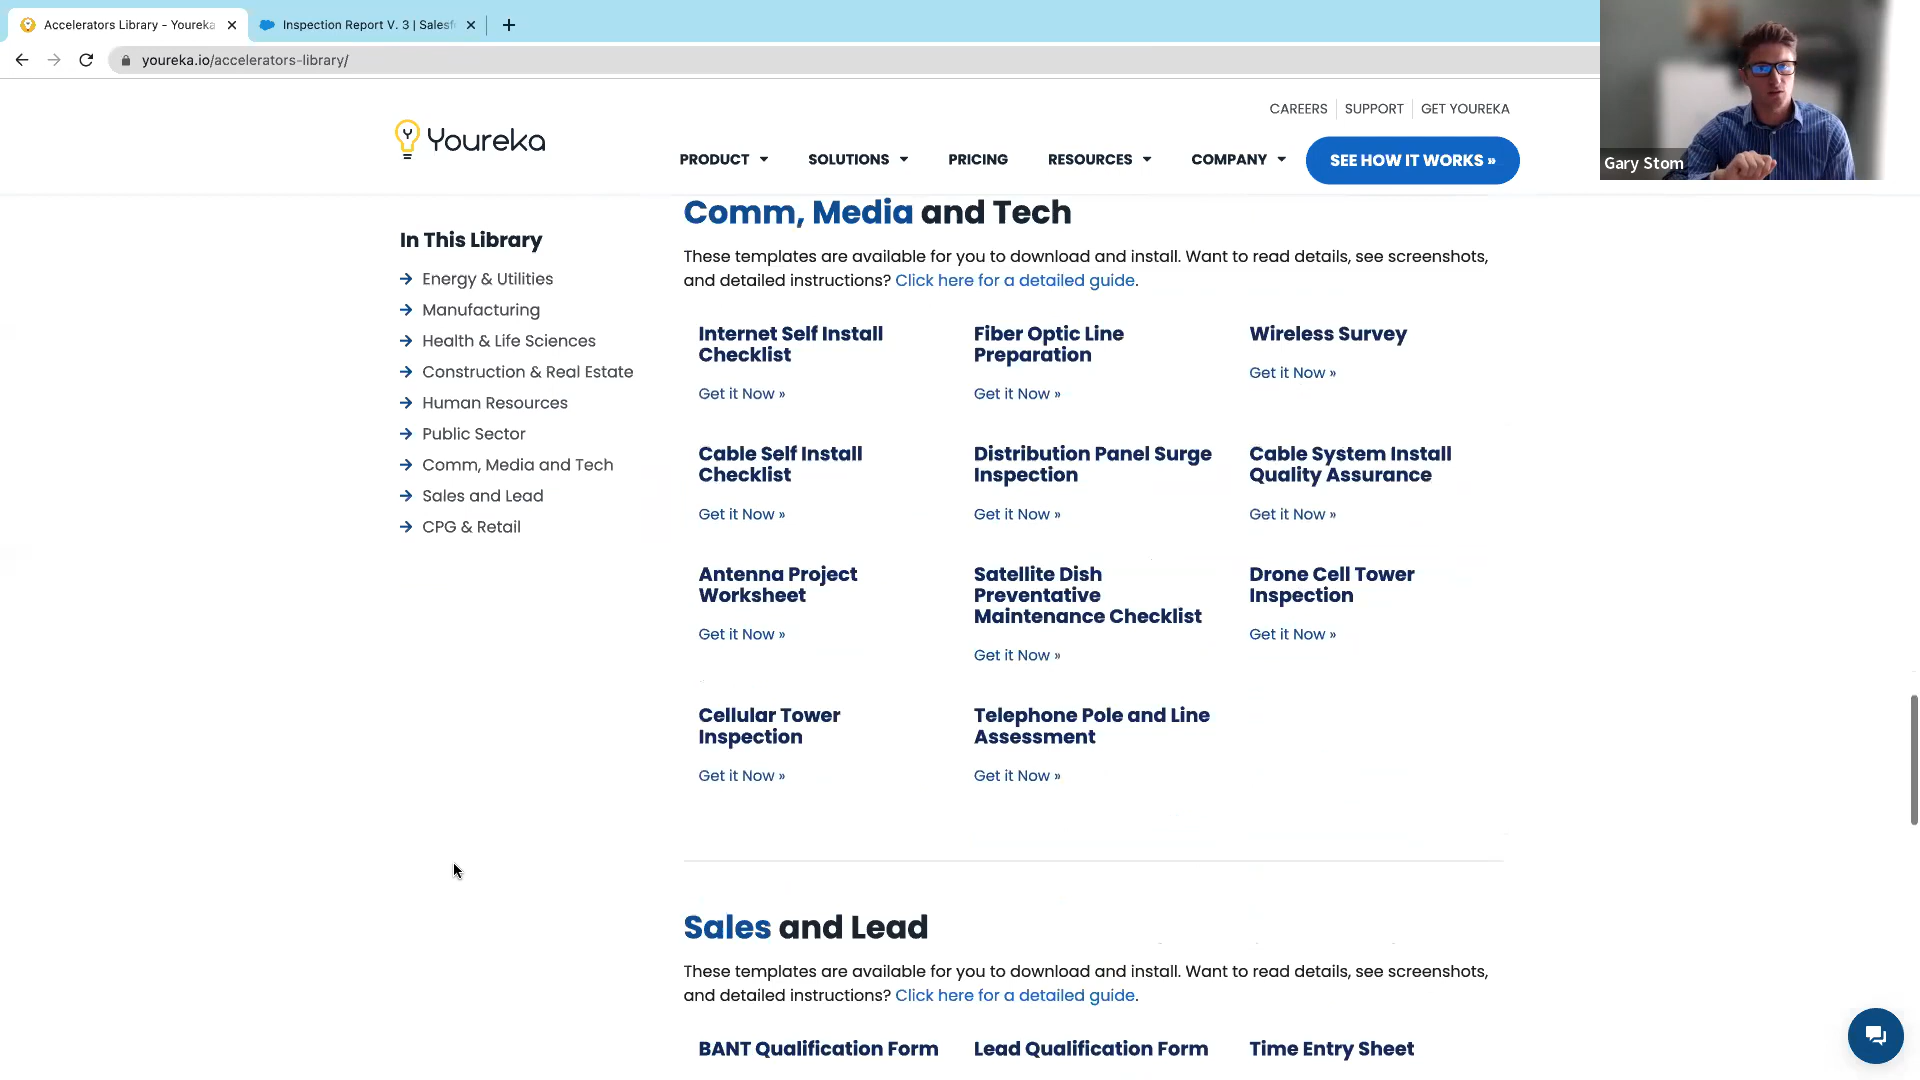 Accelerators Library - Youreka
Inspection Report V. 3 | Salesf
youreka.io/accelerators-library/
Gary Stom
CAREERS
SUPPORT
GET YOUREKA
Youreka
PRODUCT
SOLUTIONS
PRICING
RESOURCES
COMPANY
SEE HOW IT WORKS »
In This Library
Energy & Utilities
Manufacturing
Health & Life Sciences
Construction & Real Estate
Human Resources
Public Sector
Comm, Media and Tech
Sales and Lead
CPG & Retail
Comm, Media and Tech
These templates are available for you to download and install. Want to read details, see screenshots,
and detailed instructions? Click here for a detailed guide.
Internet Self Install
Checklist
Get it Now »
Fiber Optic Line
Preparation
Get it Now »
Wireless Survey
Get it Now »
Cable Self Install
Checklist
Get it Now »
Distribution Panel Surge
Inspection
Get it Now »
Cable System Install
Quality Assurance
Get it Now »
Antenna Project
Worksheet
Get it Now »
Satellite Dish
Preventative
Maintenance Checklist
Get it Now »
Drone Cell Tower
Inspection
Get it Now »
Cellular Tower
Inspection
Get it Now »
Telephone Pole and Line
Assessment
Get it Now »
Sales and Lead
These templates are available for you to download and install. Want to read details, see screenshots,
and detailed instructions? Click here for a detailed guide.
BANT Qualification Form
Lead Qualification Form
Time Entry Sheet